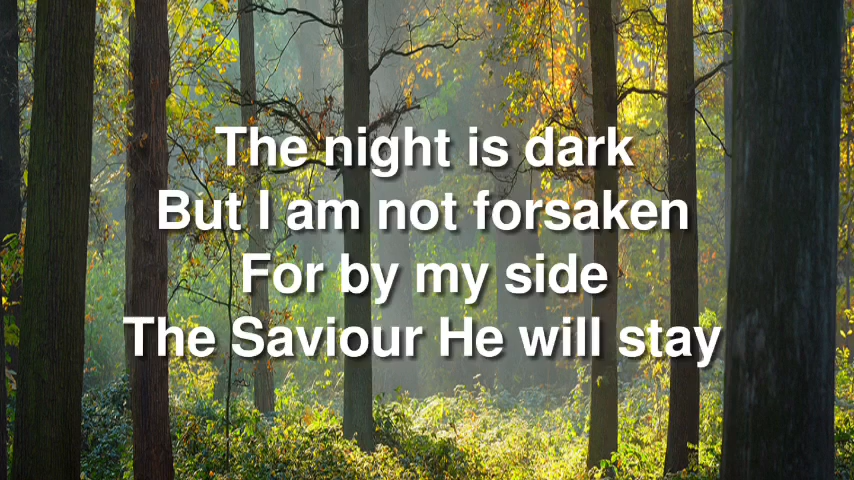 The night is dark
But I am not forsaken
For by my side
The Saviour He will stay